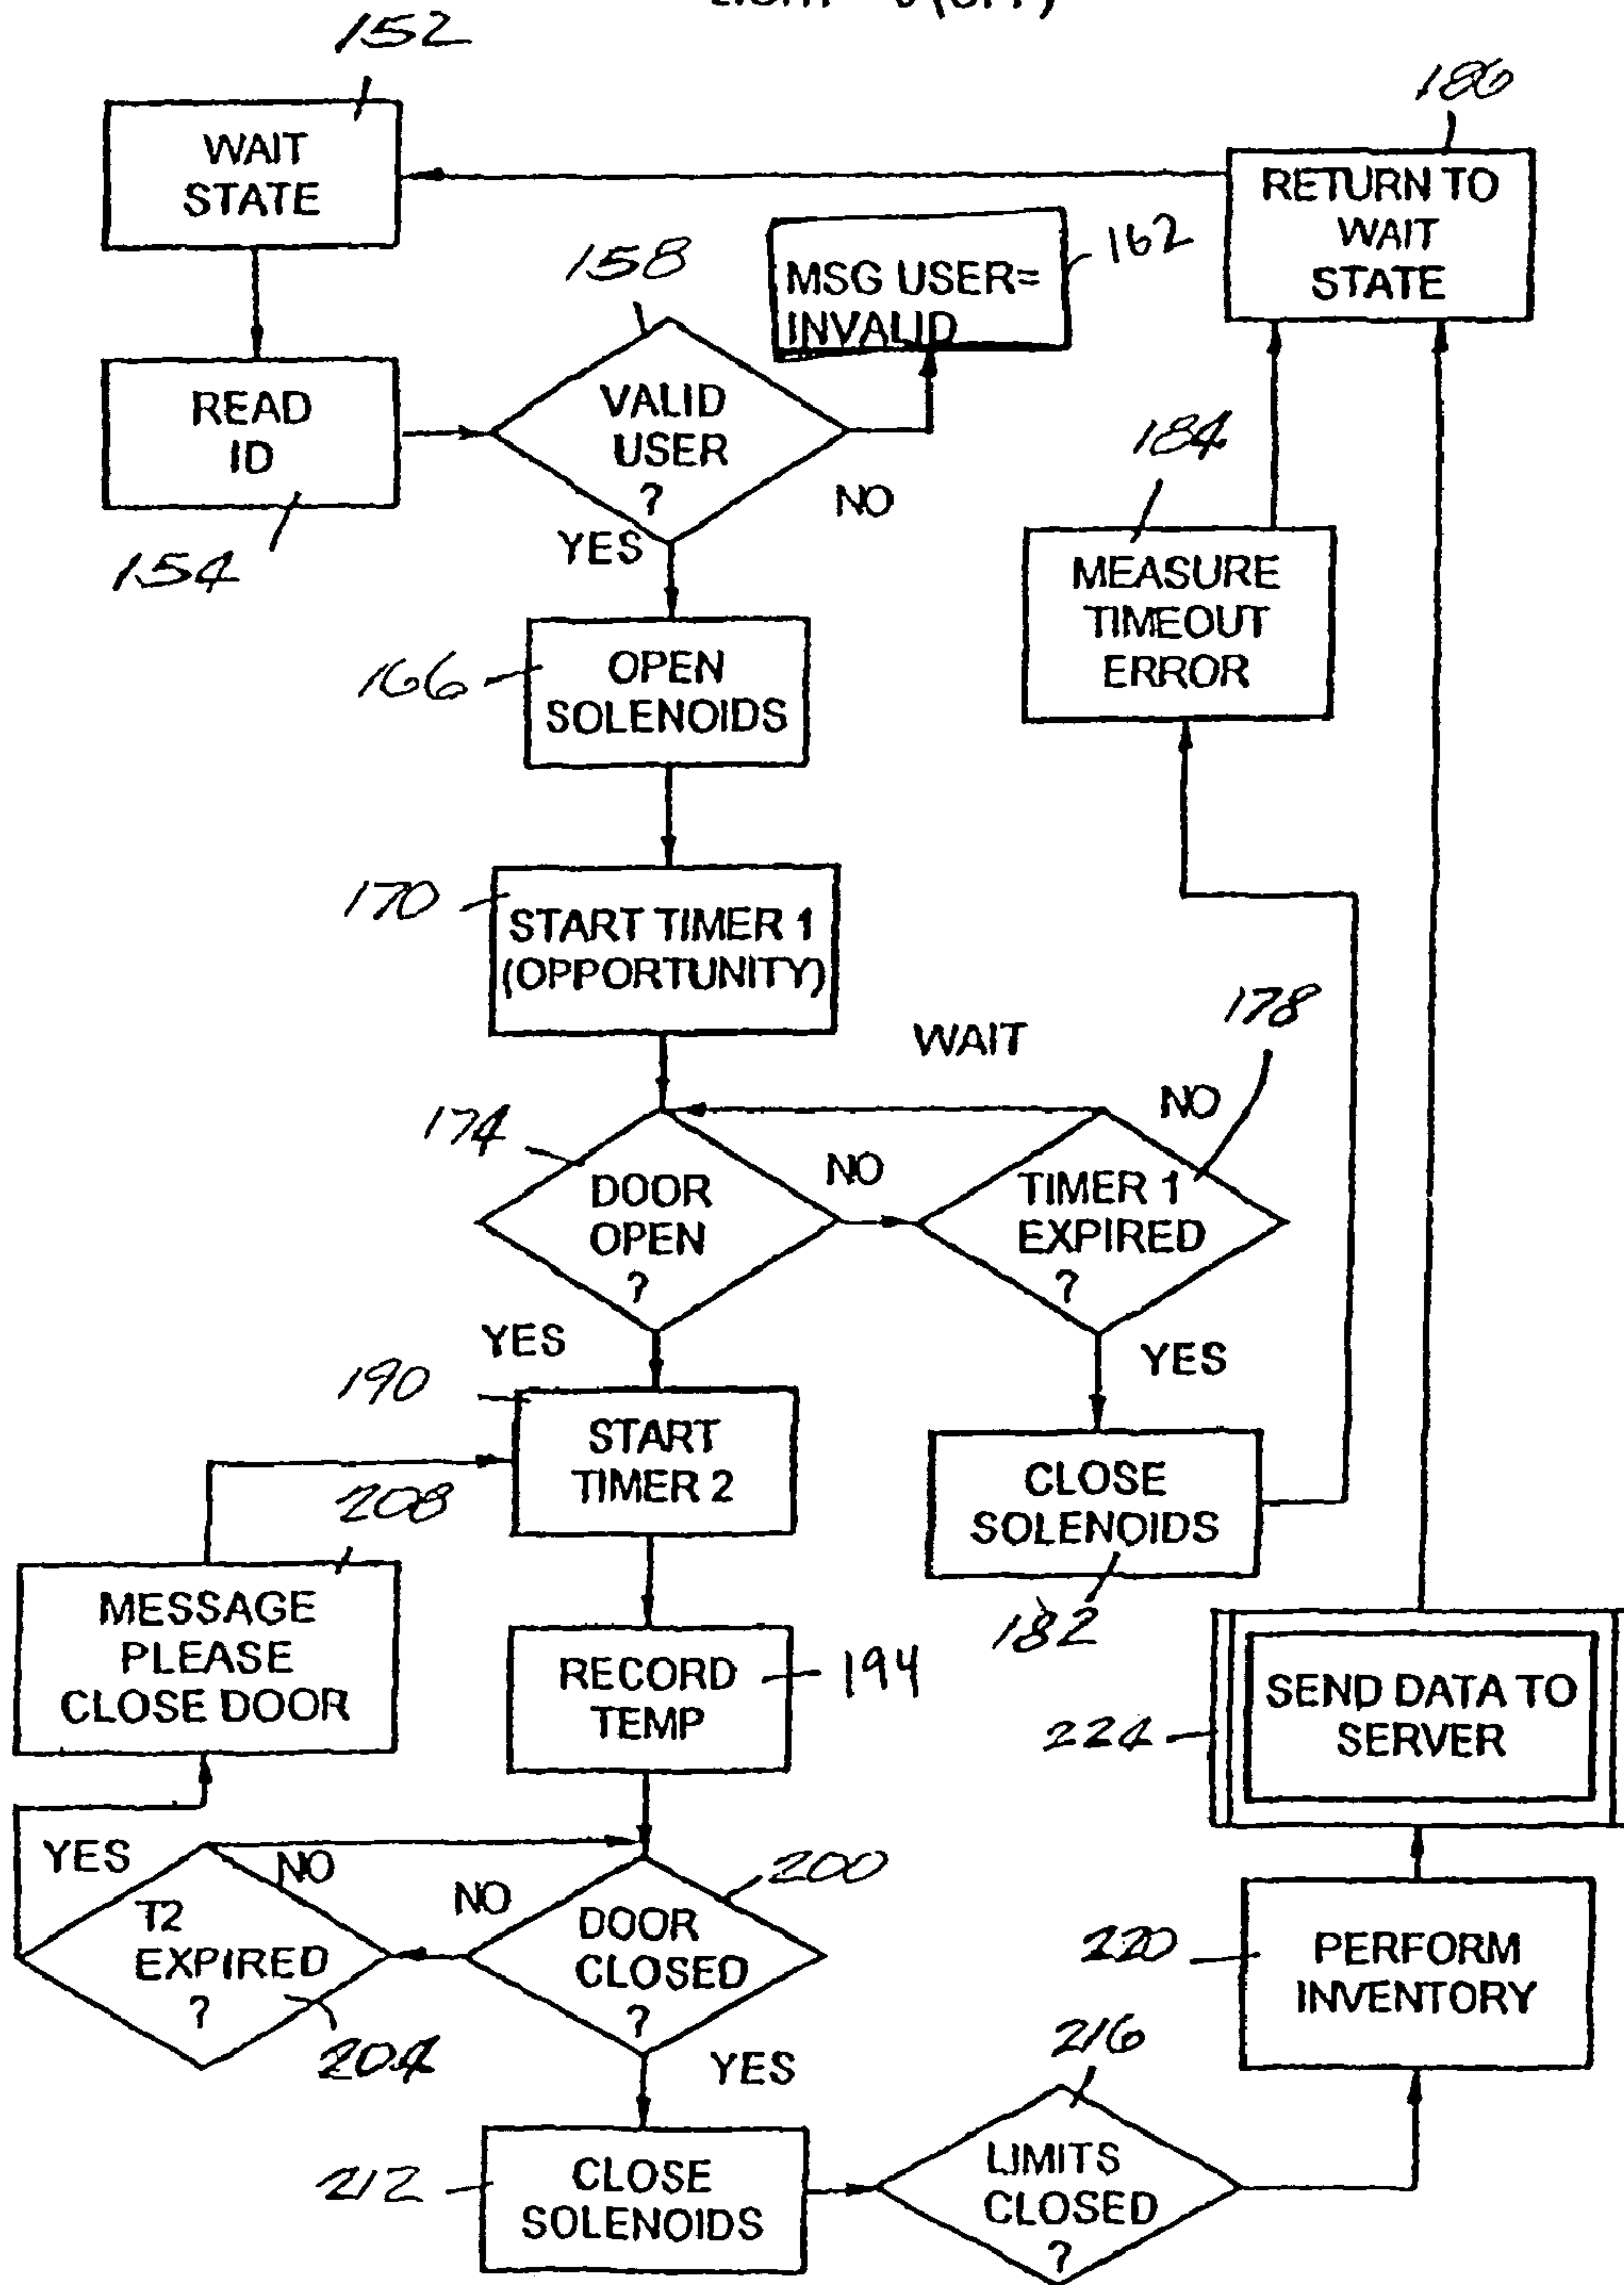 152
WAIT
STATE
186
RETURN TO
WAIT
STATE
158
MSG USER=
INVALID
162
READ
ID
154
VALID
USER
?
NO
YES
184
MEASURE
TIMEOUT
ERROR
166
OPEN
SOLENOIDS
170
START TIMER 1
(OPPORTUNITY)
WAIT
178
174
DOOR
OPEN
?
NO
TIMER 1
EXPIRED
?
NO
YES
YES
190
START
TIMER 2
CLOSE
SOLENOIDS
182
208
MESSAGE
PLEASE
CLOSE DOOR
RECORD
TEMP
194
SEND DATA TO
SERVER
224
YES
NO
T2
EXPIRED
?
204
NO
200
DOOR
CLOSED
?
YES
220
PERFORM
INVENTORY
216
212
CLOSE
SOLENOIDS
LIMITS
CLOSED
?